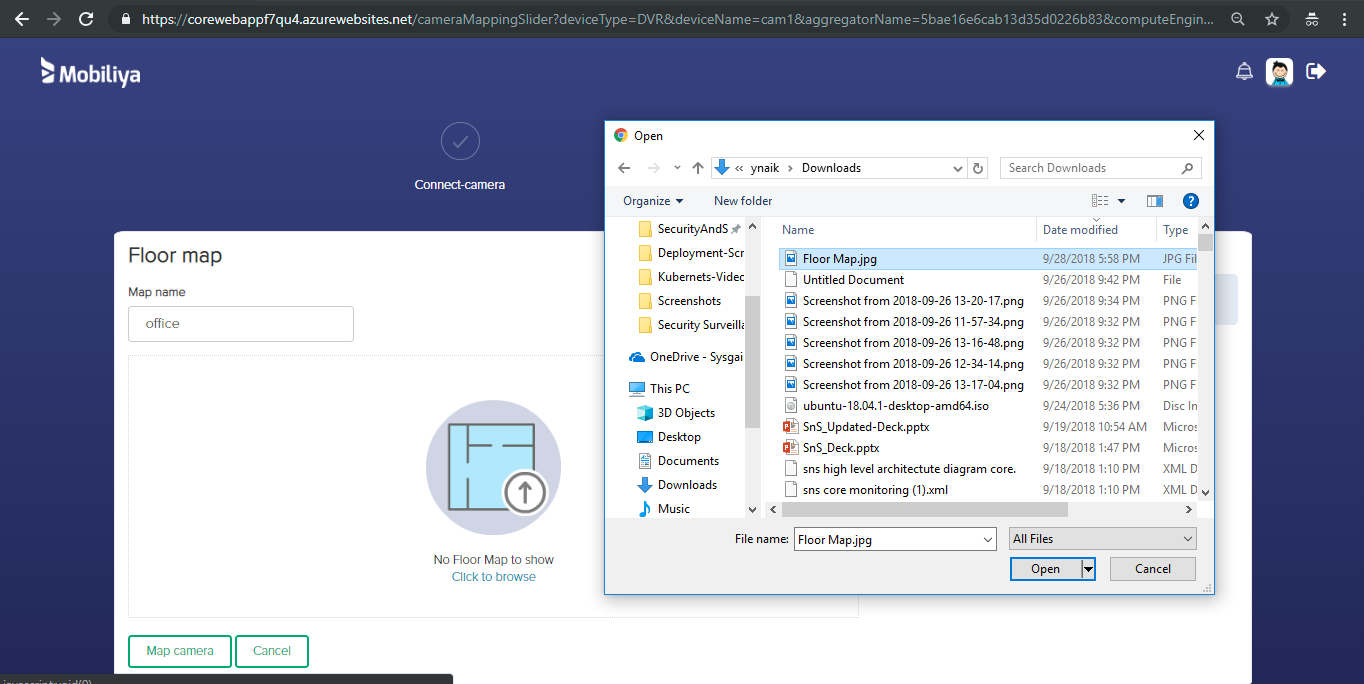 https://corewebappf7qu4.azurewebsites.net/cameraMappingSlider?deviceType=DVR&deviceName=cam1&aggregatorName=5bae16e6cab13d35d0226b83&computeEngin...
Mobiliya
Connect-camera
Floor map
Map name
office
No Floor Map to show
Click to browse
Map camera Cancel
Open
« ynaik › Downloads
Search Downloads
Organize New folder
SecurityAndS
Deployment-Scr
Kubernets-Videc
Screenshots
Security Surveilla
OneDrive - Sysgai
This PC
3D Objects
Desktop
Documents
Downloads
Music
Name Date modified Type
Floor Map.jpg 9/28/2018 5:58 PM JPG Fil
Untitled Document 9/26/2018 9:42 PM File
Screenshot from 2018-09-26 13-20-17.png 9/26/2018 9:34 PM PNG F
Screenshot from 2018-09-26 11-57-34.png 9/26/2018 9:32 PM PNG F
Screenshot from 2018-09-26 13-16-48.png 9/26/2018 9:32 PM PNG F
Screenshot from 2018-09-26 12-34-14.png 9/26/2018 9:32 PM PNG F
Screenshot from 2018-09-26 13-17-04.png 9/26/2018 9:32 PM PNG F
ubuntu-18.04.1-desktop-amd64.iso 9/24/2018 5:36 PM Disc In
SnS_Updated-Deck.pptx 9/19/2018 10:54 AM Micros
SnS_Deck.pptx 9/18/2018 1:47 PM Micros
sns high level architectute diagram core. 9/18/2018 1:10 PM XML D
sns core monitoring (1).xml 9/18/2018 1:10 PM XML D
File name: Floor Map.jpg All Files
Open Cancel